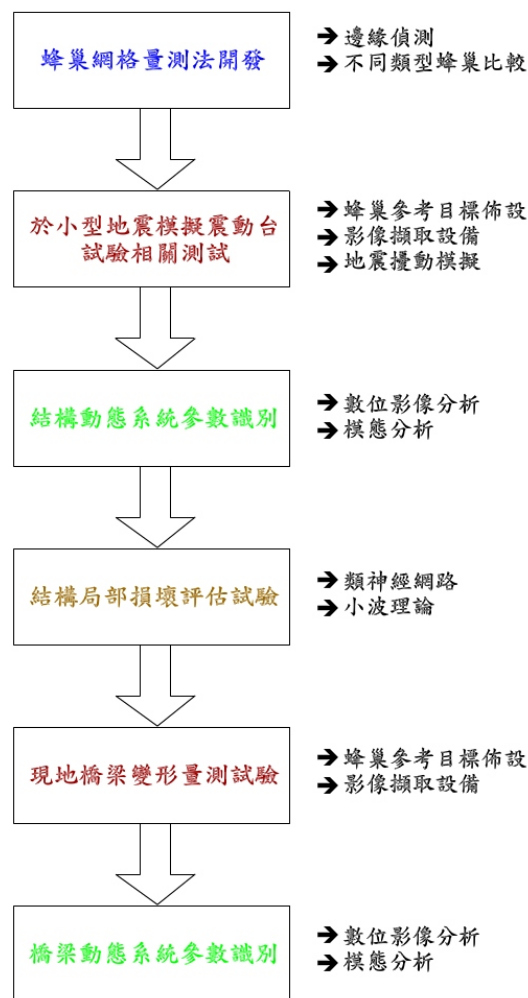 蜂巢網格量測法開發
➔ 邊緣偵測
➔ 不同類型蜂巢比較
於小型地震模擬震動台
試驗相關測試
➔ 蜂巢參考目標佈設
➔ 影像擷取設備
➔ 地震擾動模擬
結構動態系統參數識別
➔ 數位影像分析
➔ 模態分析
結構局部損壞評估試驗
➔ 類神經網路
➔ 小波理論
現地橋梁變形量測試驗
➔ 蜂巢參考目標佈設
➔ 影像擷取設備
橋梁動態系統參數識別
➔ 數位影像分析
➔ 模態分析